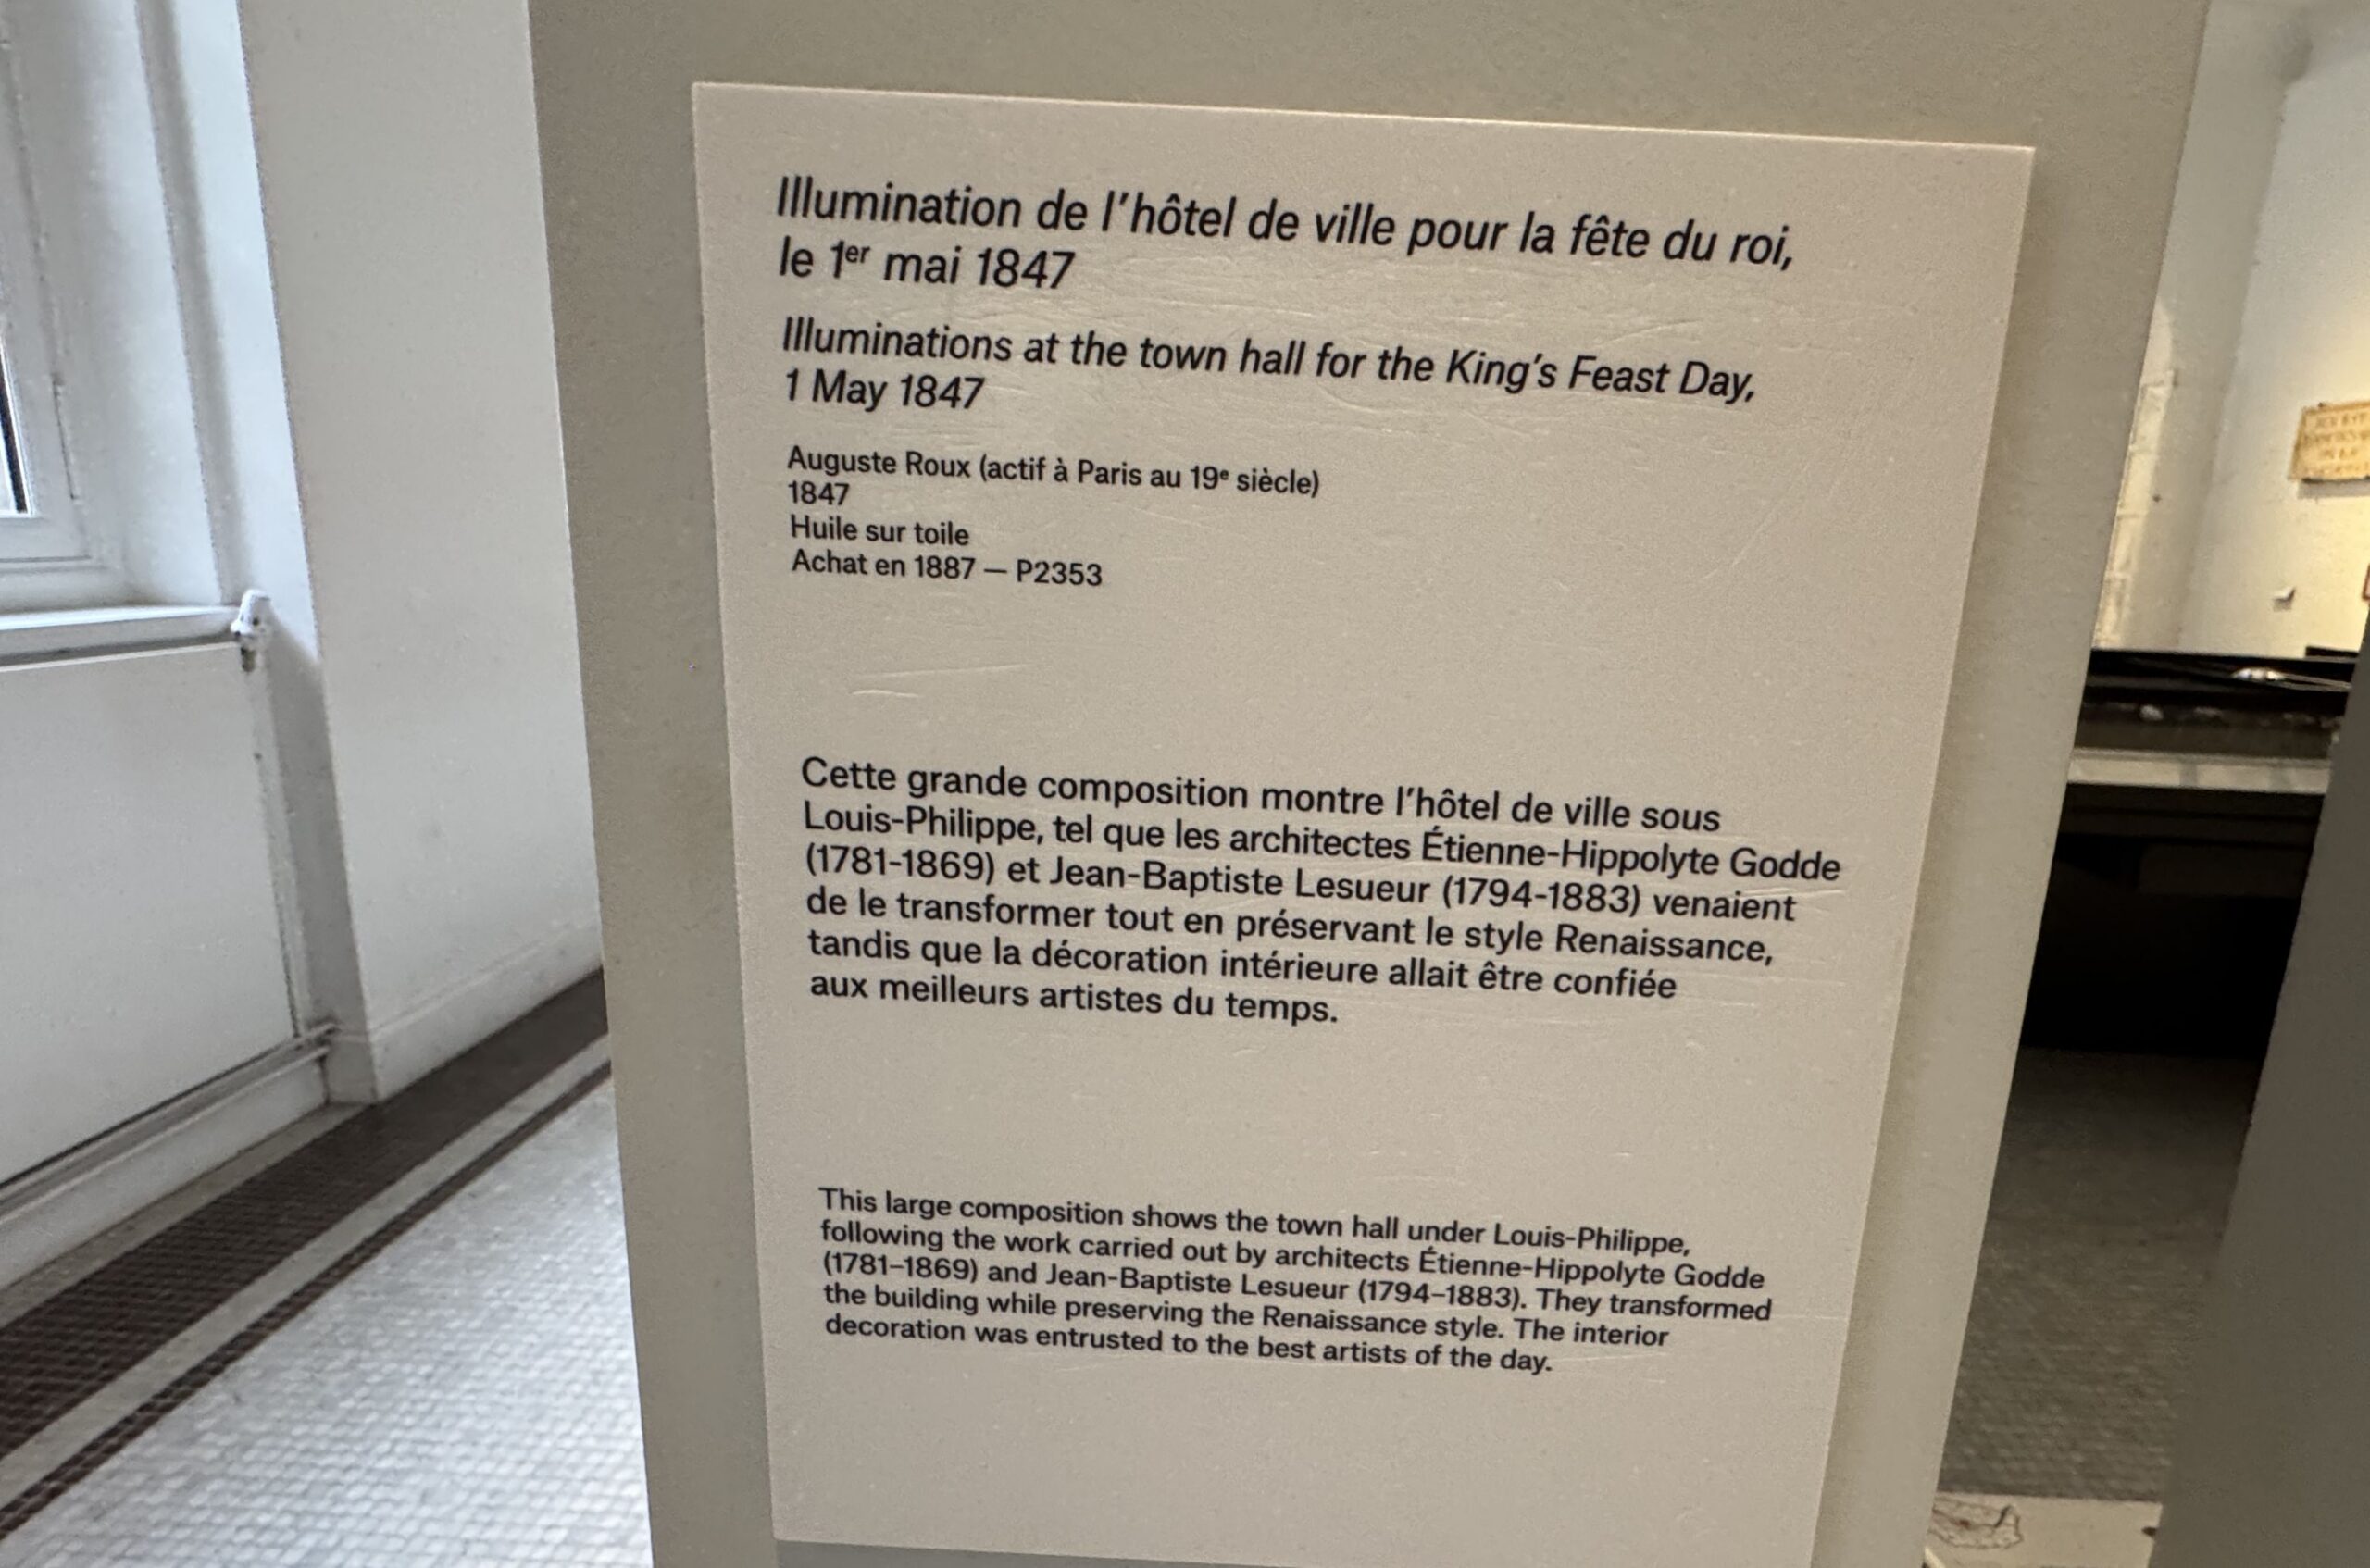 Illumination de l'hôtel de ville pour la fête du roi,
le 1er mai 1847
Illuminations at the town hall for the King's Feast Day,
1 May 1847
Auguste Roux (actif à Paris au 19e siècle)
1847
Huile sur toile
Achat en 1887 — P2353
Cette grande composition montre l'hôtel de ville sous
Louis-Philippe, tel que les architectes Étienne-Hippolyte Godde
(1781-1869) et Jean-Baptiste Lesueur (1794-1883) venaient
de le transformer tout en préservant le style Renaissance,
tandis que la décoration intérieure allait être confiée
aux meilleurs artistes du temps.
This large composition shows the town hall under Louis-Philippe,
following the work carried out by architects Étienne-Hippolyte Godde
(1781–1869) and Jean-Baptiste Lesueur (1794–1883). They transformed
the building while preserving the Renaissance style. The interior
decoration was entrusted to the best artists of the day.